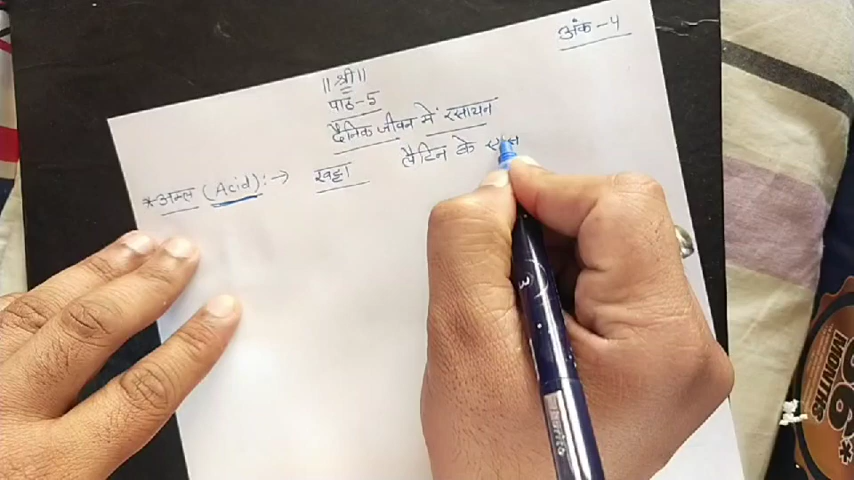 अंक-4
॥ श्री ॥
पाठ-5
दैनिक जीवन में रसायन
*अम्ल (Acid):→ खट्टा लैटिन के